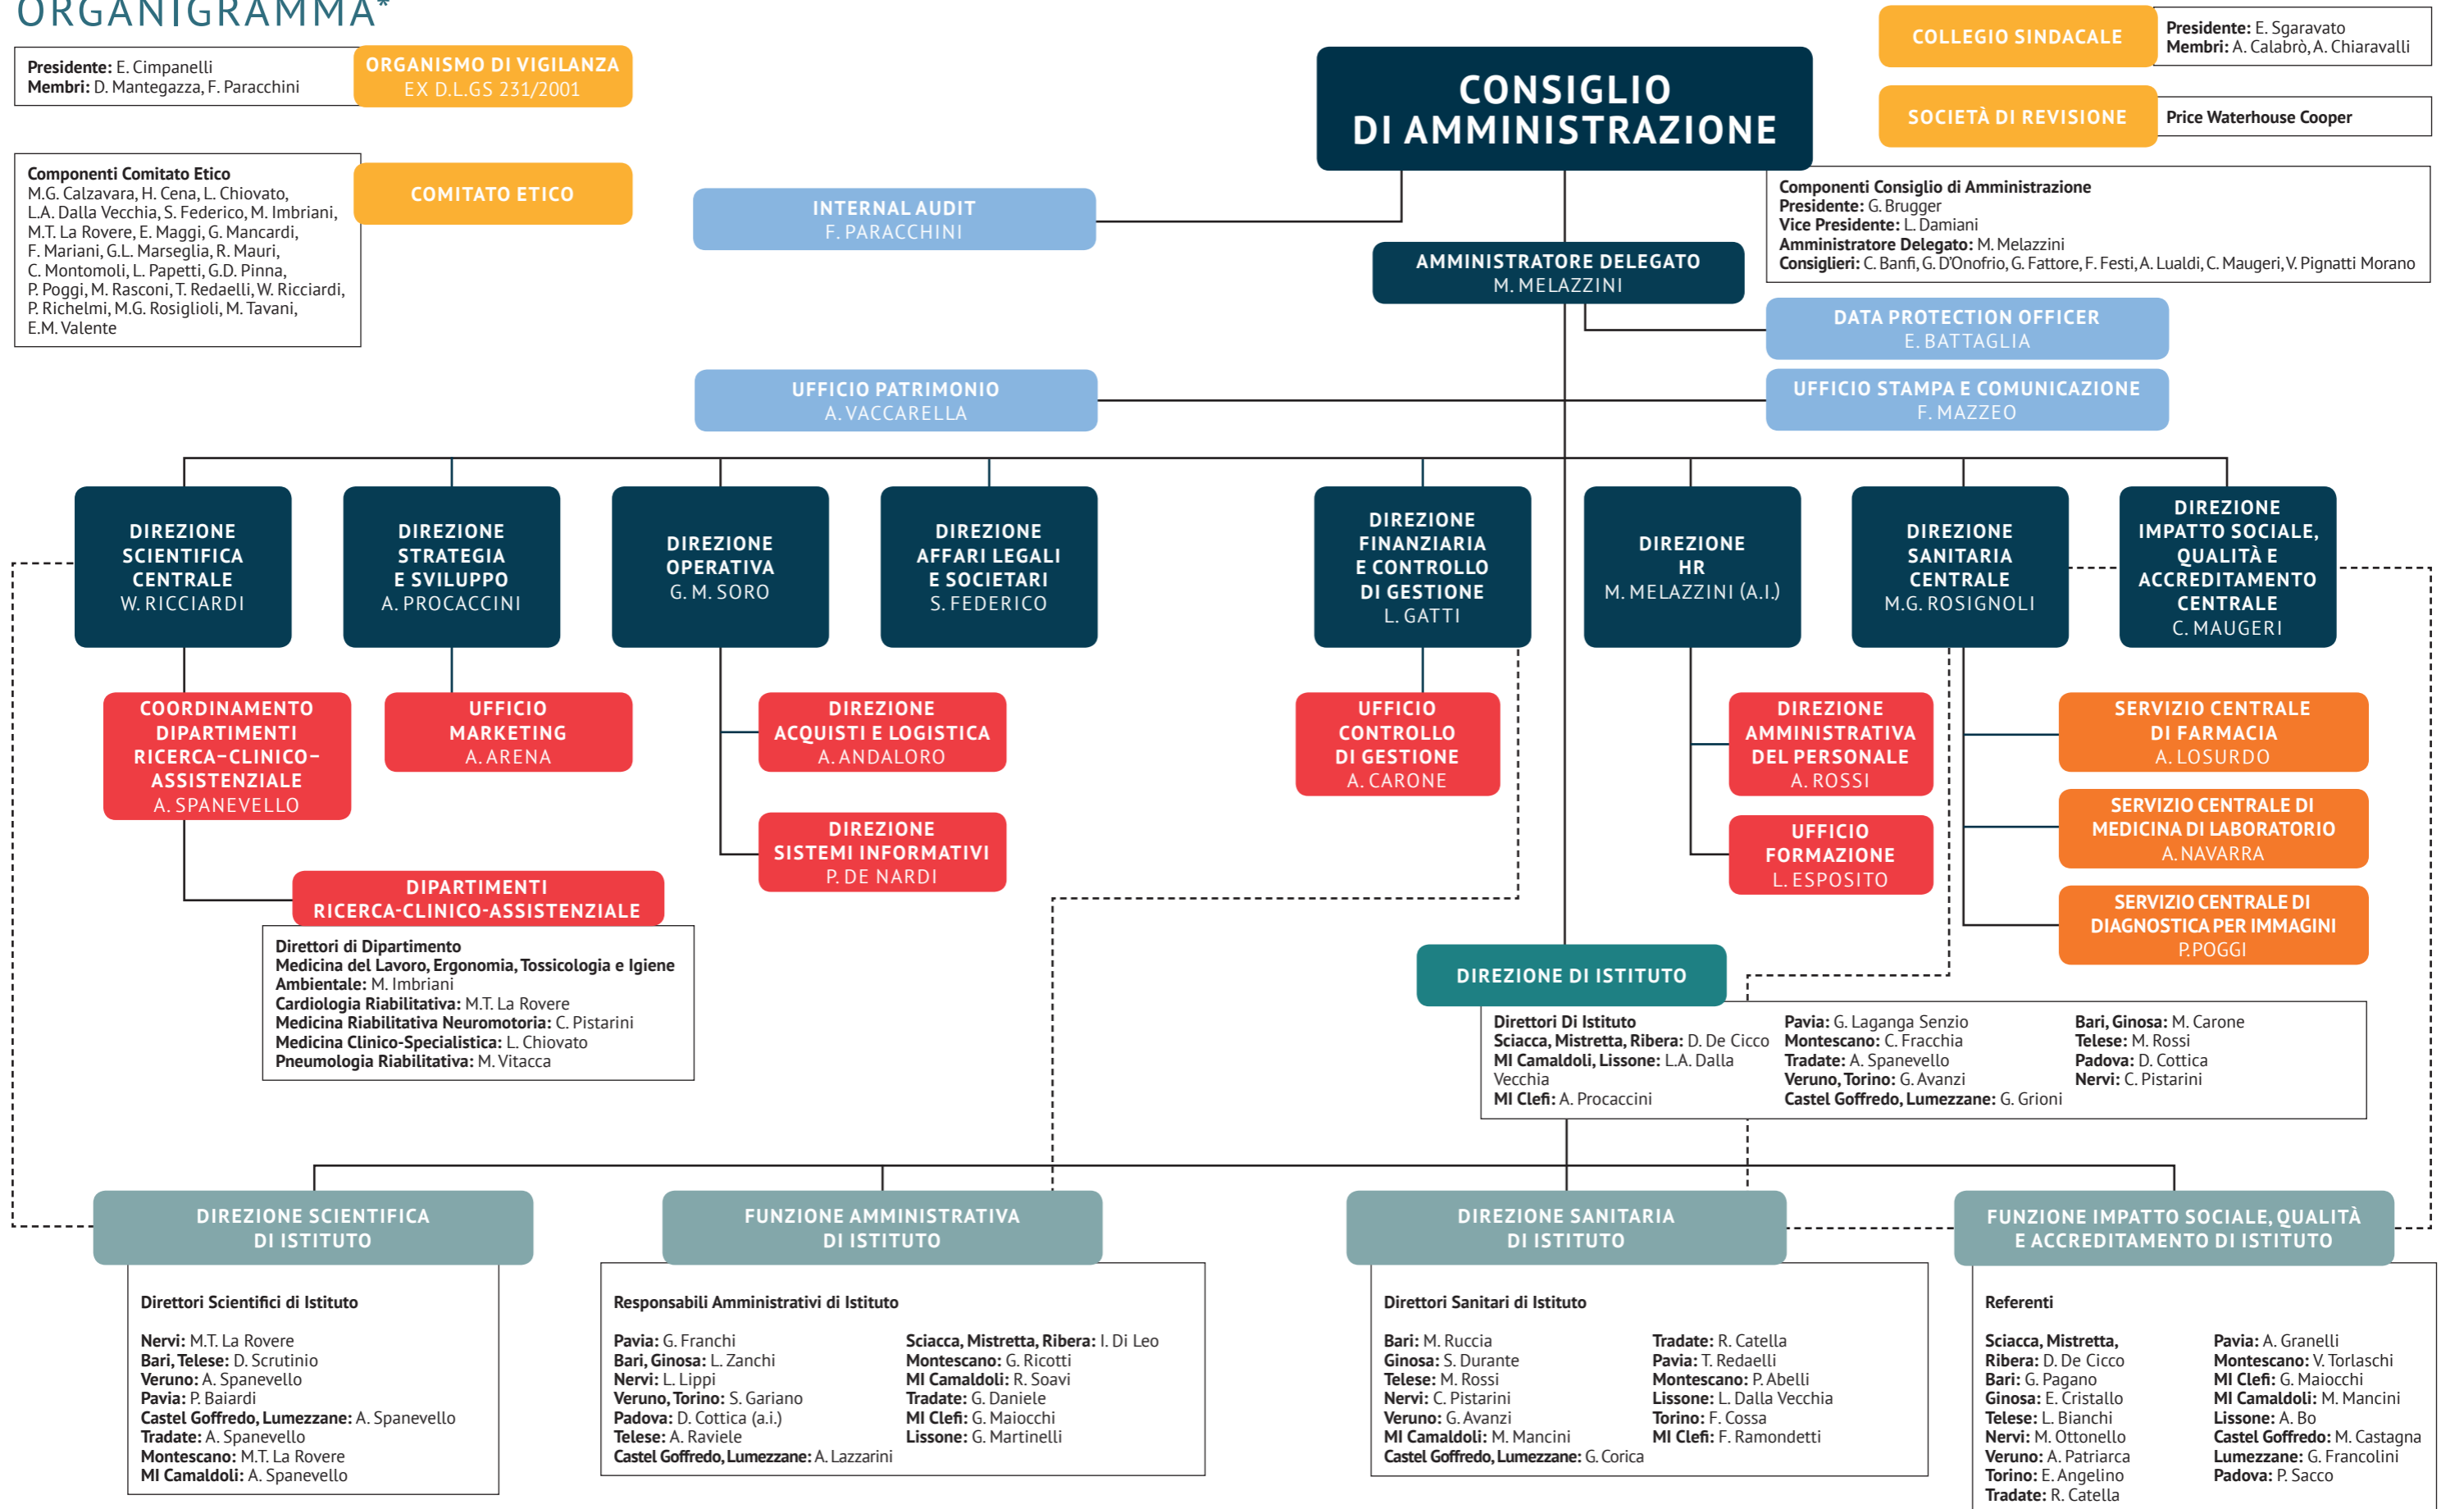 ORGANIGRAMMA*
Presidente: E. Cimpanelli
Membri: D. Mantegazza, F. Paracchini
ORGANISMO DI VIGILANZA
EX D.L.GS 231/2001
Componenti Comitato Etico
M.G. Calzavara, H. Cena, L. Chiovato,
L.A. Dalla Vecchia, S. Federico, M. Imbriani,
M.T. La Rovere, E. Maggi, G. Mancardi,
F. Mariani, G.L. Marseglia, R. Mauri,
C. Montomoli, L. Papetti, G.D. Pinna,
P. Poggi, M. Rasconi, T. Redaelli, W. Ricciardi,
P. Richelmi, M.G. Rosiglioli, M. Tavani,
E.M. Valente
COMITATO ETICO
CONSIGLIO
DI AMMINISTRAZIONE
COLLEGIO SINDACALE
Presidente: E. Sgaravato
Membri: A. Calabrò, A. Chiaravalli
SOCIETÀ DI REVISIONE
Price Waterhouse Cooper
Componenti Consiglio di Amministrazione
Presidente: G. Brugger
Vice Presidente: L. Damiani
Amministratore Delegato: M. Melazzini
Consiglieri: C. Banfi, G. D'Onofrio, G. Fattore, F. Festi, A. Lualdi, C. Maugeri, V. Pignatti Morano
INTERNAL AUDIT
F. PARACCHINI
AMMINISTRATORE DELEGATO
M. MELAZZINI
DATA PROTECTION OFFICER
E. BATTAGLIA
UFFICIO PATRIMONIO
A. VACCARELLA
UFFICIO STAMPA E COMUNICAZIONE
F. MAZZEO
DIREZIONE
SCIENTIFICA
CENTRALE
W. RICCIARDI
DIREZIONE
STRATEGIA
E SVILUPPO
A. PROCACCINI
DIREZIONE
OPERATIVA
G. M. SORO
DIREZIONE
AFFARI LEGALI
E SOCIETARI
S. FEDERICO
DIREZIONE
FINANZIARIA
E CONTROLLO
DI GESTIONE
L. GATTI
DIREZIONE
HR
M. MELAZZINI (A.I.)
DIREZIONE
SANITARIA
CENTRALE
M.G. ROSIGNOLI
DIREZIONE
IMPATTO SOCIALE,
QUALITÀ E
ACCREDITAMENTO
CENTRALE
C. MAUGERI
COORDINAMENTO
DIPARTIMENTI
RICERCA–CLINICO–
ASSISTENZIALE
A. SPANEVELLO
UFFICIO
MARKETING
A. ARENA
DIREZIONE
ACQUISTI E LOGISTICA
A. ANDALORO
DIREZIONE
SISTEMI INFORMATIVI
P. DE NARDI
UFFICIO
CONTROLLO
DI GESTIONE
A. CARONE
DIREZIONE
AMMINISTRATIVA
DEL PERSONALE
A. ROSSI
UFFICIO
FORMAZIONE
L. ESPOSITO
SERVIZIO CENTRALE
DI FARMACIA
A. LOSURDO
SERVIZIO CENTRALE DI
MEDICINA DI LABORATORIO
A. NAVARRA
SERVIZIO CENTRALE DI
DIAGNOSTICA PER IMMAGINI
P. POGGI
DIPARTIMENTI
RICERCA-CLINICO-ASSISTENZIALE
Direttori di Dipartimento
Medicina del Lavoro, Ergonomia, Tossicologia e Igiene
Ambientale: M. Imbriani
Cardiologia Riabilitativa: M.T. La Rovere
Medicina Riabilitativa Neuromotoria: C. Pistarini
Medicina Clinico-Specialistica: L. Chiovato
Pneumologia Riabilitativa: M. Vitacca
DIREZIONE DI ISTITUTO
Direttori Di Istituto
Sciacca, Mistretta, Ribera: D. De Cicco
MI Camaldoli, Lissone: L.A. Dalla
Vecchia
MI Clefi: A. Procaccini
Pavia: G. Laganga Senzio
Montescano: C. Fracchia
Tradate: A. Spanevello
Veruno, Torino: G. Avanzi
Castel Goffredo, Lumezzane: G. Grioni
Bari, Ginosa: M. Carone
Telese: M. Rossi
Padova: D. Cottica
Nervi: C. Pistarini
DIREZIONE SCIENTIFICA
DI ISTITUTO
Direttori Scientifici di Istituto
Nervi: M.T. La Rovere
Bari, Telese: D. Scrutinio
Veruno: A. Spanevello
Pavia: P. Baiardi
Castel Goffredo, Lumezzane: A. Spanevello
Tradate: A. Spanevello
Montescano: M.T. La Rovere
MI Camaldoli: A. Spanevello
FUNZIONE AMMINISTRATIVA
DI ISTITUTO
Responsabili Amministrativi di Istituto
Pavia: G. Franchi
Bari, Ginosa: L. Zanchi
Nervi: L. Lippi
Veruno, Torino: S. Gariano
Padova: D. Cottica (a.i.)
Telese: A. Raviele
Castel Goffredo, Lumezzane: A. Lazzarini
Sciacca, Mistretta, Ribera: I. Di Leo
Montescano: G. Ricotti
MI Camaldoli: R. Soavi
Tradate: G. Daniele
MI Clefi: G. Maiocchi
Lissone: G. Martinelli
DIREZIONE SANITARIA
DI ISTITUTO
Direttori Sanitari di Istituto
Bari: M. Ruccia
Ginosa: S. Durante
Telese: M. Rossi
Nervi: C. Pistarini
Veruno: G. Avanzi
MI Camaldoli: M. Mancini
Castel Goffredo, Lumezzane: G. Corica
Tradate: R. Catella
Pavia: T. Redaelli
Montescano: P. Abelli
Lissone: L. Dalla Vecchia
Torino: F. Cossa
MI Clefi: F. Ramondetti
FUNZIONE IMPATTO SOCIALE, QUALITÀ
E ACCREDITAMENTO DI ISTITUTO
Referenti
Sciacca, Mistretta,
Ribera: D. De Cicco
Bari: G. Pagano
Ginosa: E. Cristallo
Telese: L. Bianchi
Nervi: M. Ottonello
Veruno: A. Patriarca
Torino: E. Angelino
Tradate: R. Catella
Pavia: A. Granelli
Montescano: V. Torlaschi
MI Clefi: G. Maiocchi
MI Camaldoli: M. Mancini
Lissone: A. Bo
Castel Goffredo: M. Castagna
Lumezzane: G. Francolini
Padova: P. Sacco